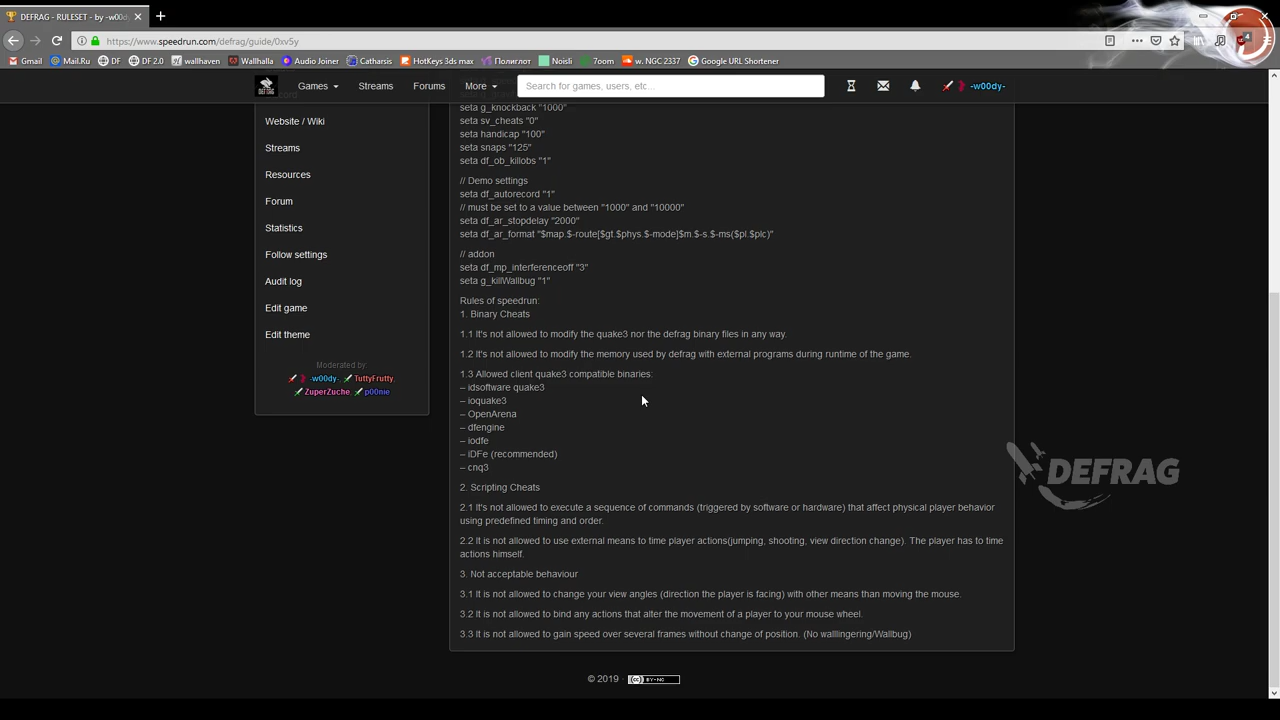 DEFRAG - RULESET - by -w00dy-
https://www.speedrun.com/defrag/guide/0xv5y
4
Gmail Mail.Ru DF DF 2.0 wallhaven Wallhalla Audio Joiner Catharsis HotKeys 3ds max Полиглот Noisli 7oom w. NGC 2337 Google URL Shortener
Games Streams Forums More Search for games, users, etc... -w00dy-
Website / Wiki
Streams
Resources
Forum
Statistics
Follow settings
Audit log
Edit game
Edit theme
Moderated by:
-w00dy-, TuttyFrutty,
ZuperZuche, p00nie
seta g_knockback "1000"
seta sv_cheats "0"
seta handicap "100"
seta snaps "125"
seta df_ob_killobs "1"
// Demo settings
seta df_autorecord "1"
// must be set to a value between "1000" and "10000"
seta df_ar_stopdelay "2000"
seta df_ar_format "$map.$-route[$gt.$phys.$-mode]$m.$-s.$-ms($pl.$plc)"
// addon
seta df_mp_interferenceoff "3"
seta g_killWallbug "1"
Rules of speedrun:
1. Binary Cheats
1.1 It's not allowed to modify the quake3 nor the defrag binary files in any way.
1.2 It's not allowed to modify the memory used by defrag with external programs during runtime of the game.
1.3 Allowed client quake3 compatible binaries:
– idsoftware quake3
– ioquake3
– OpenArena
– dfengine
– iodfe
– iDFe (recommended)
– cnq3
2. Scripting Cheats
2.1 It's not allowed to execute a sequence of commands (triggered by software or hardware) that affect physical player behavior
using predefined timing and order.
2.2 It is not allowed to use external means to time player actions(jumping, shooting, view direction change). The player has to time
actions himself.
3. Not acceptable behaviour
3.1 It is not allowed to change your view angles (direction the player is facing) with other means than moving the mouse.
3.2 It is not allowed to bind any actions that alter the movement of a player to your mouse wheel.
3.3 It is not allowed to gain speed over several frames without change of position. (No walllingering/Wallbug)
DEFRAG
© 2019 · cc BY-NC